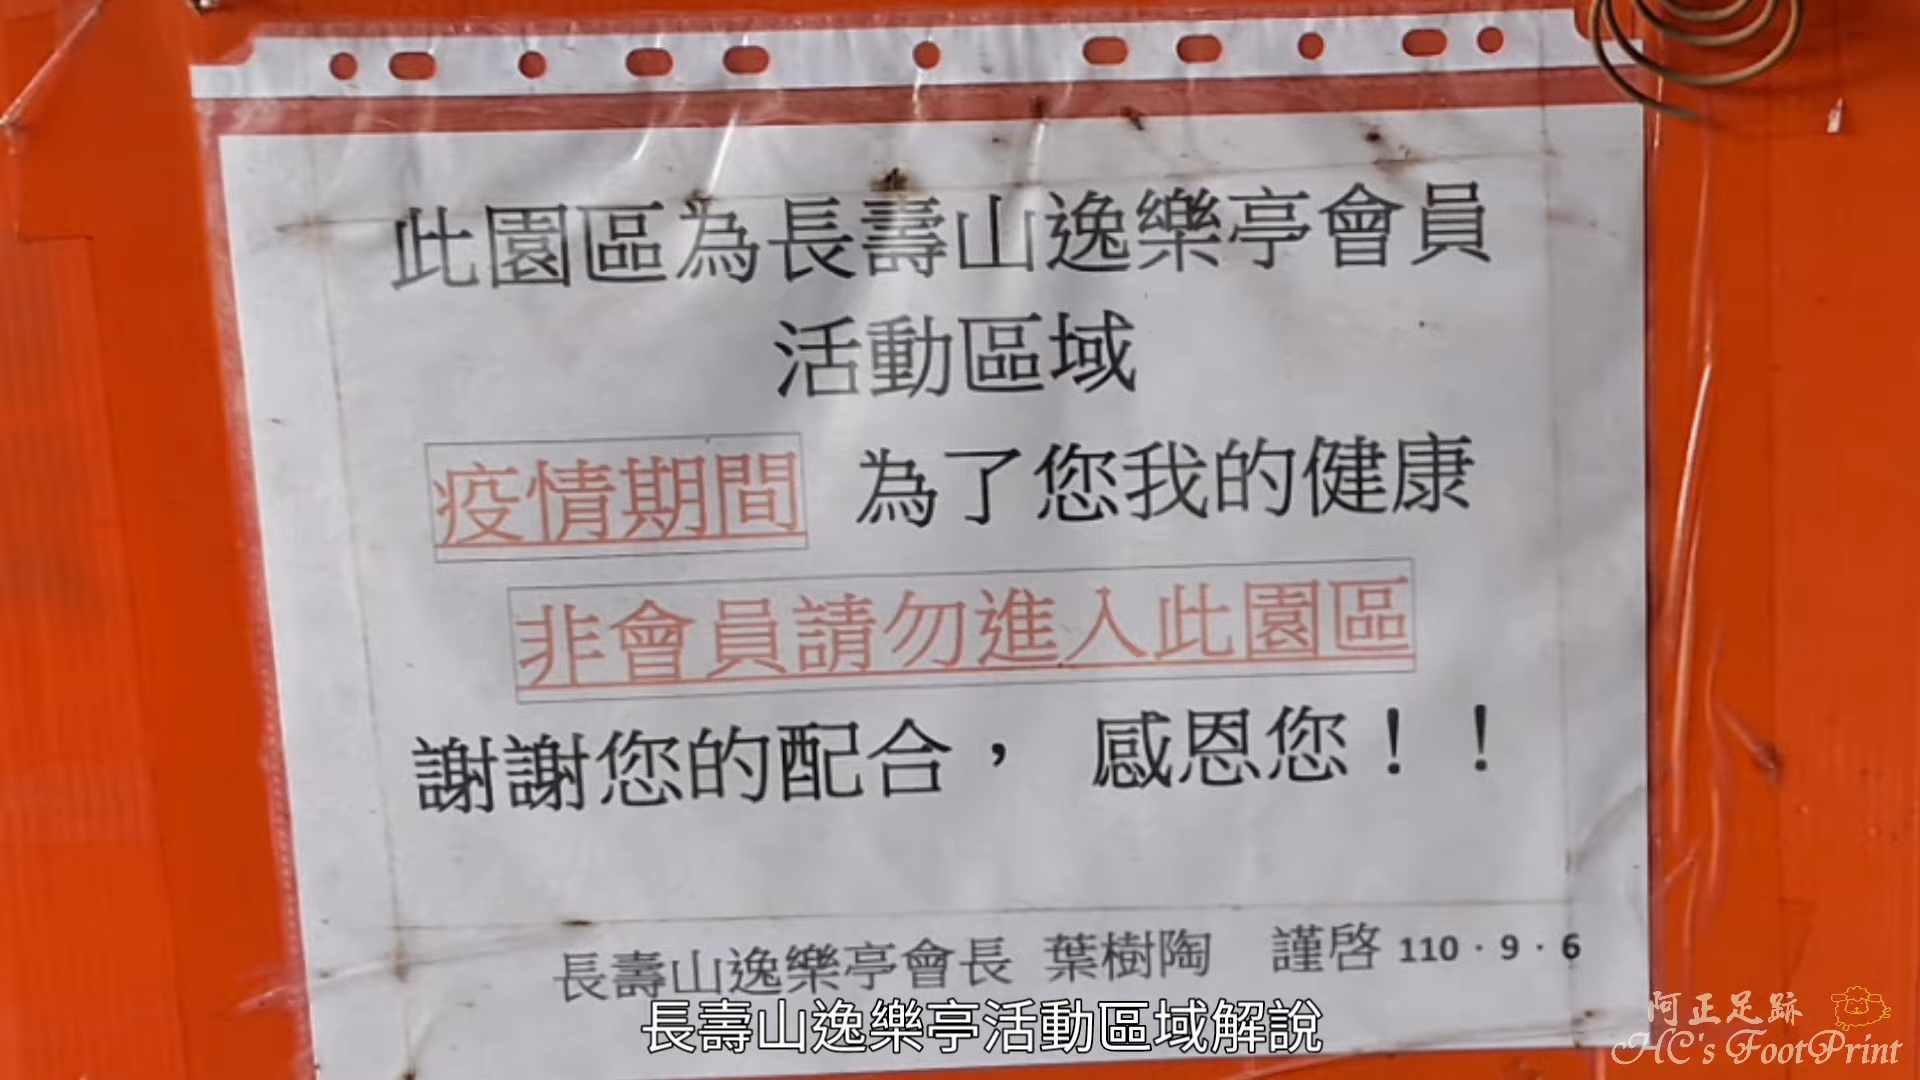 此園區為長壽山逸樂亭會員
活動區域
疫情期間 為了您我的健康
非會員請勿進入此園區
謝謝您的配合， 感恩您！！
長壽山逸樂亭會長 葉樹陶 謹啓 110．9．6
長壽山逸樂亭活動區域解說
阿正足跡
HC's FootPrint